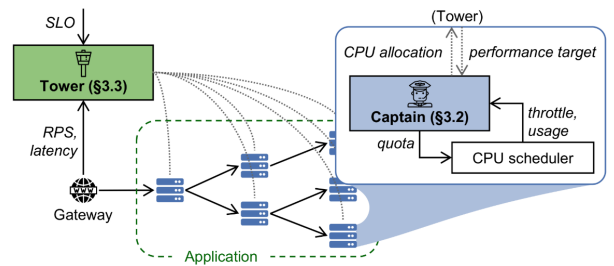 SLO
Tower (§3.3)
RPS,
latency
Gateway
Application
(Tower)
CPU allocation
performance target
Captain (§3.2)
quota
throttle,
usage
CPU scheduler